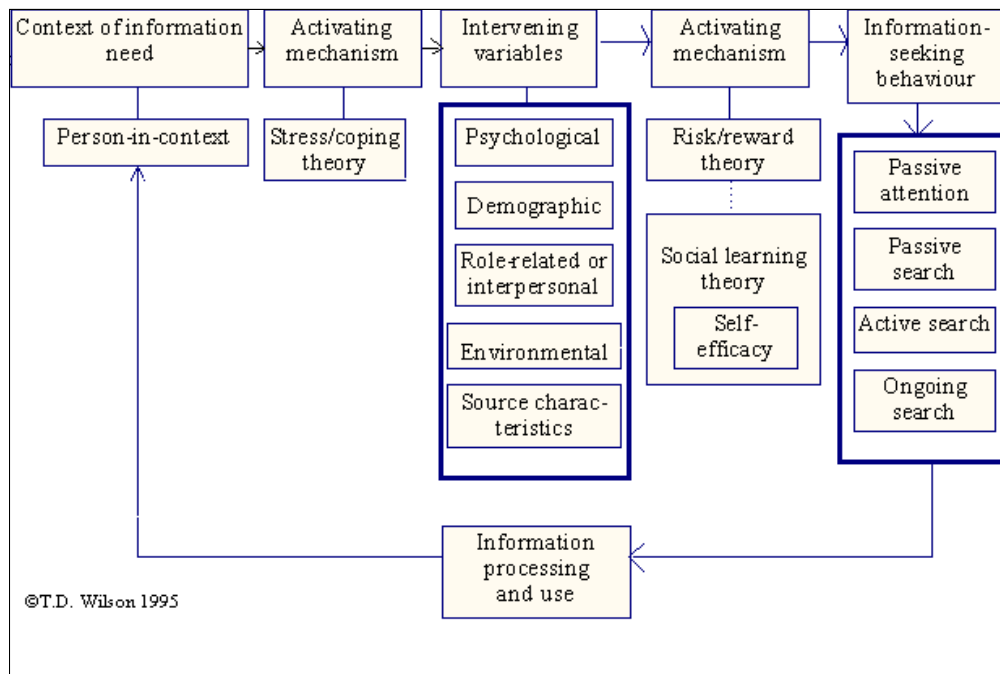 Context of information
need
Activating
mechanism
Intervening
variables
Activating
mechanism
Information-
seeking
behaviour
Person-in-context
Stress/coping
theory
Psychological
Demographic
Role-related or
interpersonal
Environmental
Source charac-
teristics
Risk/reward
theory
Social learning
theory
Self-
efficacy
Passive
attention
Passive
search
Active search
Ongoing
search
Information
processing
and use
©T.D. Wilson 1995